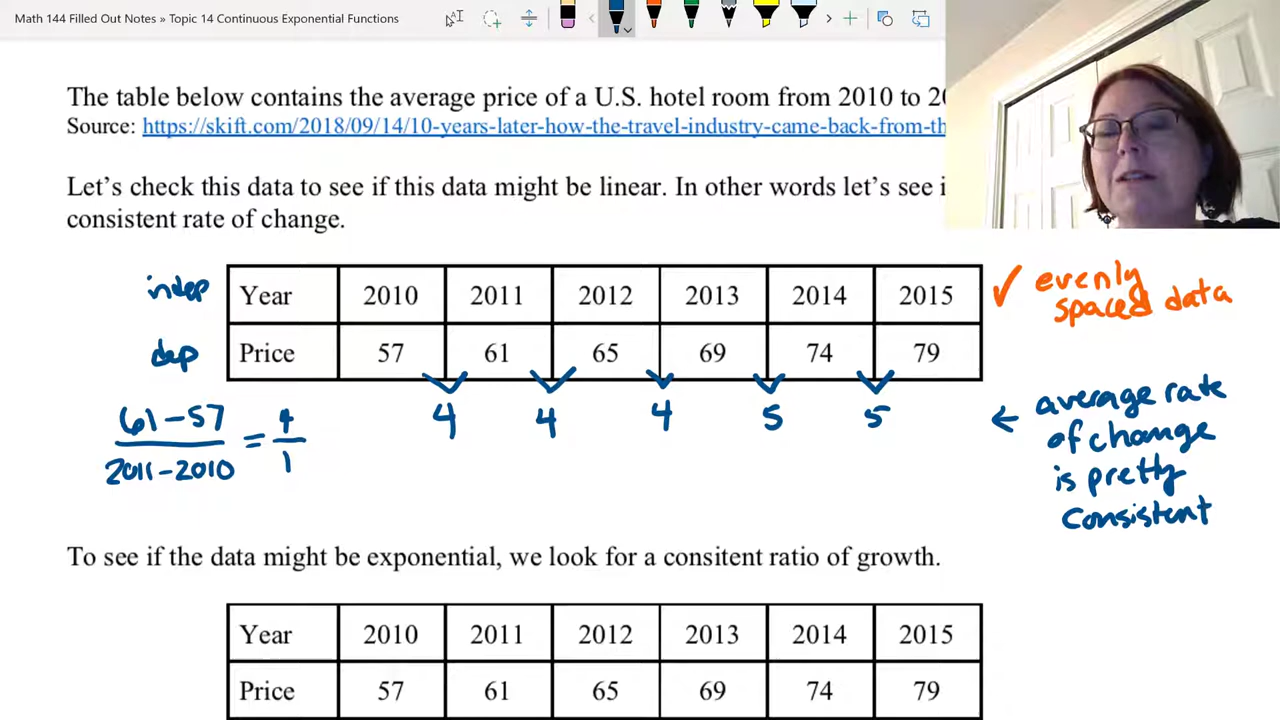 Math 144 Filled Out Notes » Topic 14 Continuous Exponential Functions
The table below contains the average price of a U.S. hotel room from 2010 to 20
Source: https://skift.com/2018/09/14/10-years-later-how-the-travel-industry-came-back-from-th
Let's check this data to see if this data might be linear. In other words let's see i
consistent rate of change.
indep Year 2010 2011 2012 2013 2014 2015 ✓ evenly
spaced data
dep Price 57 61 65 69 74 79
61-57 / 2011-2010 = 4/1
4 4 4 5 5
← average rate
of change
is pretty
consistent
To see if the data might be exponential, we look for a consitent ratio of growth.
Year 2010 2011 2012 2013 2014 2015
Price 57 61 65 69 74 79